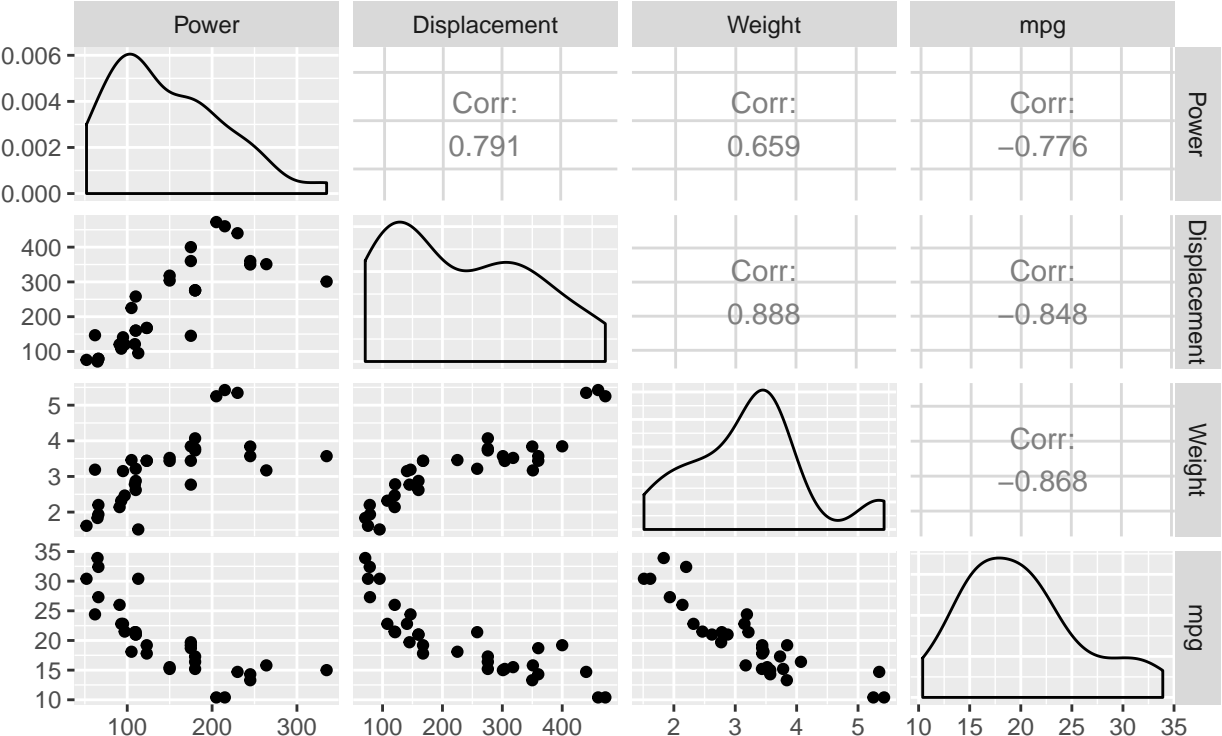 Power Displacement Weight mpg
0.006
0.004
0.002
0.000
Corr:
0.791
Corr:
0.659
Corr:
−0.776
Power
400
300
200
100
Corr:
0.888
Corr:
−0.848
Displacement
5
4
3
2
Corr:
−0.868
Weight
35
30
25
20
15
10
mpg
100 200 300 100 200 300 400 2 3 4 5 10 15 20 25 30 35